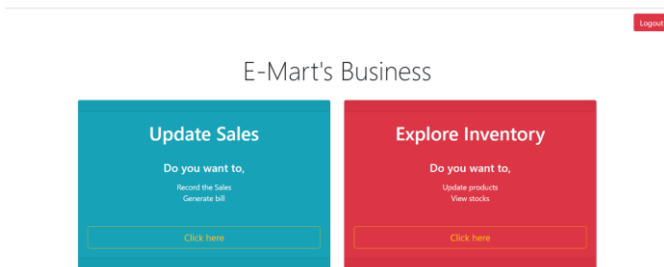 Logout
E-Mart's Business
Update Sales
Do you want to,
Record the Sales
Generate bill
Click here
Explore Inventory
Do you want to,
Update products
View stocks
Click here